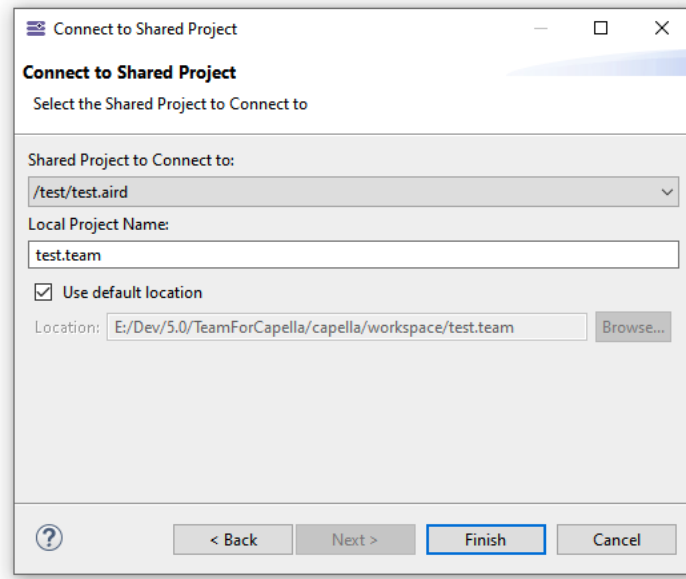 Connect to Shared Project
Connect to Shared Project
Select the Shared Project to Connect to
Shared Project to Connect to:
/test/test.aird
Local Project Name:
test.team
Use default location
Location: E:/Dev/5.0/TeamForCapella/capella/workspace/test.team Browse...
? < Back Next > Finish Cancel